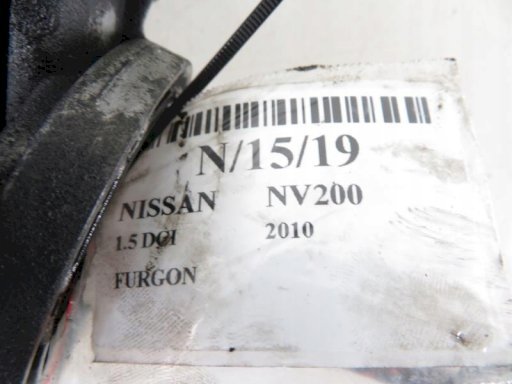 N/15/19
NISSAN NV200
1.5 DCI 2010
FURGON